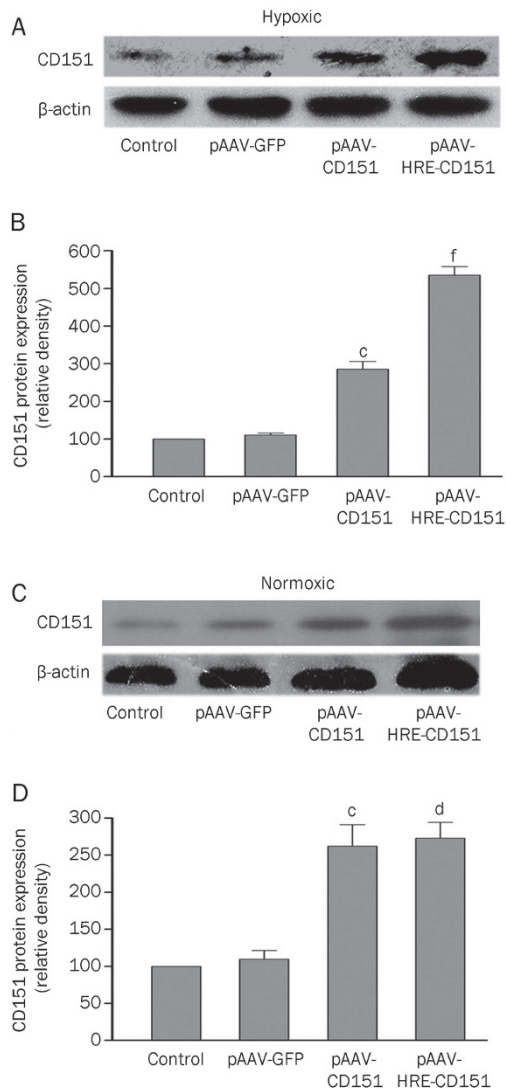 A
Hypoxic
CD151
β-actin
Control pAAV-GFP pAAV- pAAV-
CD151 HRE-CD151
B
CD151 protein expression
(relative density)
600
500
400
300
200
100
0
c
f
Control pAAV-GFP pAAV- pAAV-
CD151 HRE-CD151
C
Normoxic
CD151
β-actin
Control pAAV-GFP pAAV- pAAV-
CD151 HRE-CD151
D
CD151 protein expression
(relative density)
300
250
200
150
100
50
0
c
d
Control pAAV-GFP pAAV- pAAV-
CD151 HRE-CD151